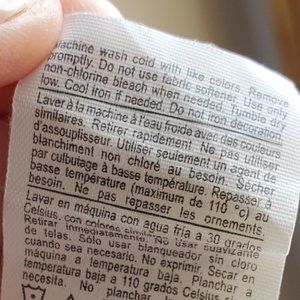 Machine wash cold with like colors. Remove
promptly. Do not use fabric softener. Use only
non-chlorine bleach when needed. Tumble dry
low. Cool iron if needed. Do not iron decoration.
Laver à la machine à l'eau froide avec des couleurs
similaires. Retirer rapidement. Ne pas utiliser
d'assouplisseur. Utiliser seulement un agent de
blanchiment non chloré au besoin. Sécher
par culbutage à basse température. Repasser à
basse température (maximum de 110 °C) au
besoin. Ne pas repasser les ornements.
Lavar en máquina con agua fría a 30 grados
Celsius, con colores similares.
Retirar inmediatamente. No usar suavizante
de telas. Sólo usar blanqueador sin cloro
cuando sea necesario. No exprimir. Secar en
máquina a temperatura baja. Planchar a
temperatura baja a 110 grados Celsius
necesita. No planchar